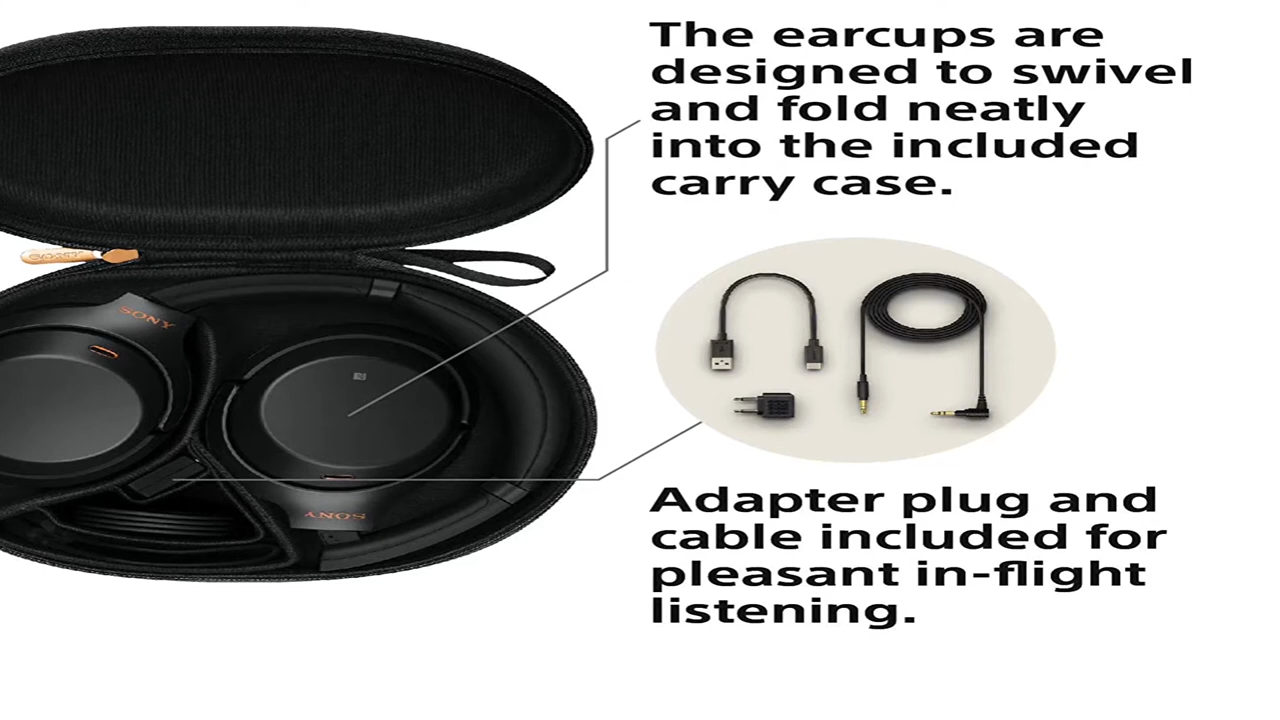 The earcups are
designed to swivel
and fold neatly
into the included
carry case.
SONY
SONY
SONY
Adapter plug and
cable included for
pleasant in-flight
listening.